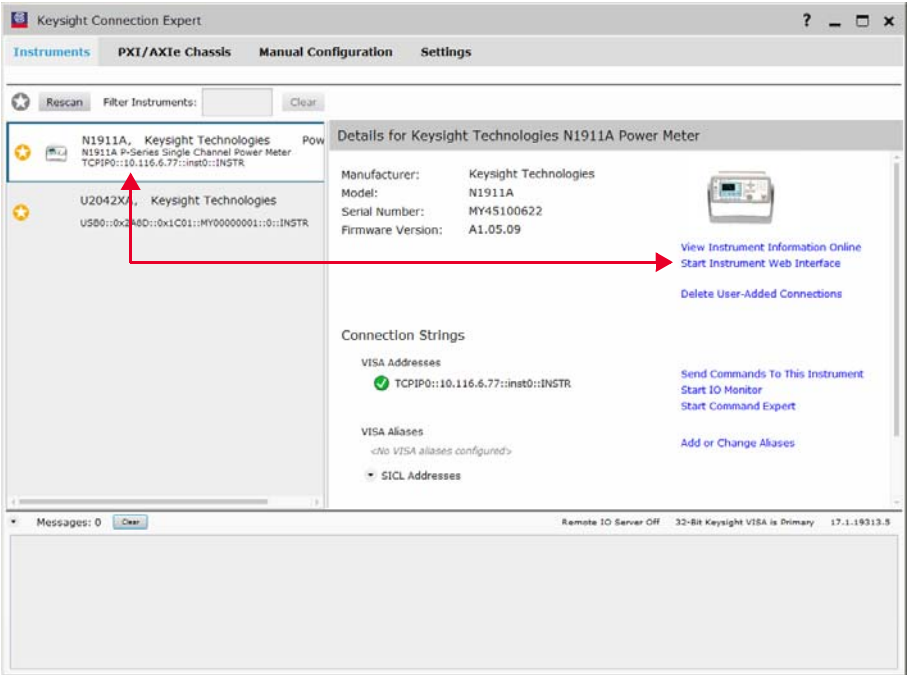 Keysight Connection Expert
?
Instruments PXI/AXIe Chassis Manual Configuration Settings
Rescan Filter Instruments: Clear
N1911A, Keysight Technologies Pow
N1911A P-Series Single Channel Power Meter
TCPIP0::10.116.6.77::inst0::INSTR
U2042XA, Keysight Technologies
USB0::0x2A8D::0x1C01::MY00000001::0::INSTR
Details for Keysight Technologies N1911A Power Meter
Manufacturer: Keysight Technologies
Model: N1911A
Serial Number: MY45100622
Firmware Version: A1.05.09
View Instrument Information Online
Start Instrument Web Interface
Delete User-Added Connections
Connection Strings
VISA Addresses
TCPIP0::10.116.6.77::inst0::INSTR
Send Commands To This Instrument
Start IO Monitor
Start Command Expert
VISA Aliases
<No VISA aliases configured>
Add or Change Aliases
SICL Addresses
Messages: 0 Clear
Remote IO Server Off 32-Bit Keysight VISA is Primary 17.1.19313.5